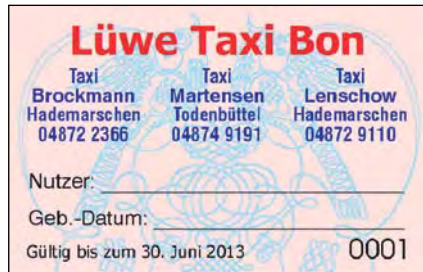 Lüwe Taxi Bon
Taxi Taxi Taxi
Brockmann Martensen Lenschow
Hademarschen Todenbüttel Hademarschen
04872 2366 04874 9191 04872 9110
Nutzer:
Geb.-Datum:
Gültig bis zum 30. Juni 2013 0001